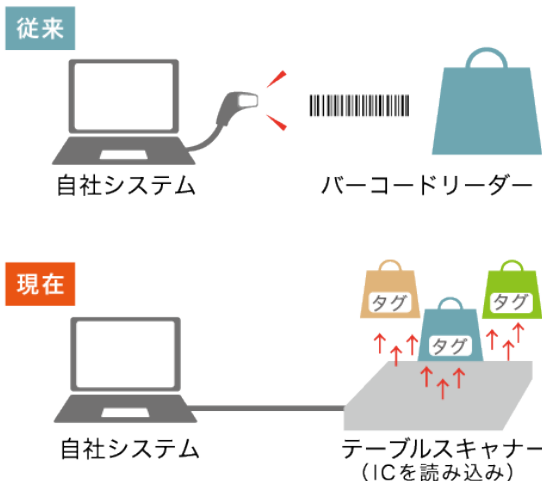 従来
自社システム
バーコードリーダー
現在
タグ
タグ
タグ
自社システム
テーブルスキャナー
（ICを読み込み）